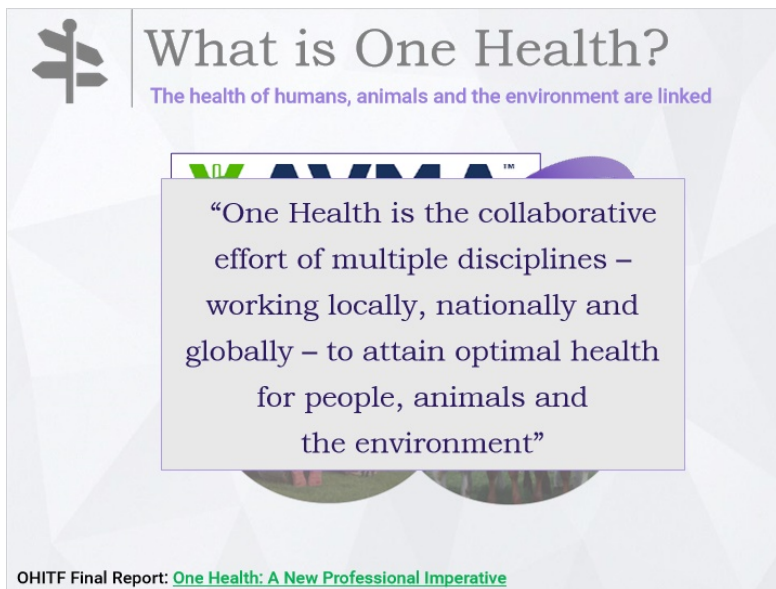 What is One Health?
The health of humans, animals and the environment are linked
AVMA™
“One Health is the collaborative
effort of multiple disciplines –
working locally, nationally and
globally – to attain optimal health
for people, animals and
the environment”
OHITF Final Report: One Health: A New Professional Imperative